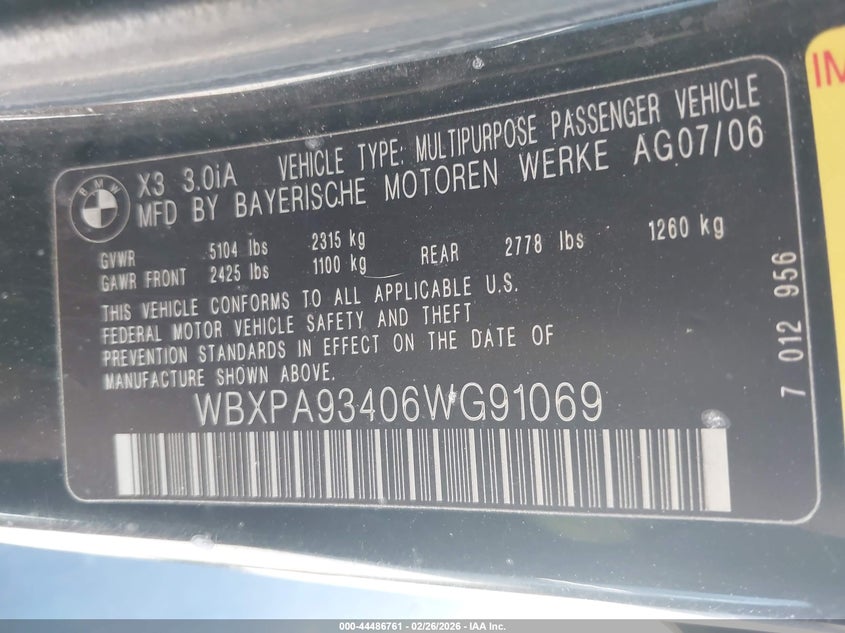 BMW
X3 3.0iA VEHICLE TYPE: MULTIPURPOSE PASSENGER VEHICLE
MFD BY BAYERISCHE MOTOREN WERKE AG07/06
GVWR 5104 lbs 2315 kg
GAWR FRONT 2425 lbs 1100 kg REAR 2778 lbs 1260 kg
THIS VEHICLE CONFORMS TO ALL APPLICABLE U.S.
FEDERAL MOTOR VEHICLE SAFETY AND THEFT
PREVENTION STANDARDS IN EFFECT ON THE DATE OF
MANUFACTURE SHOWN ABOVE.
WBXPA93406WG91069
7 012 956
000-44486761 - 02/26/2026 - IAA Inc.